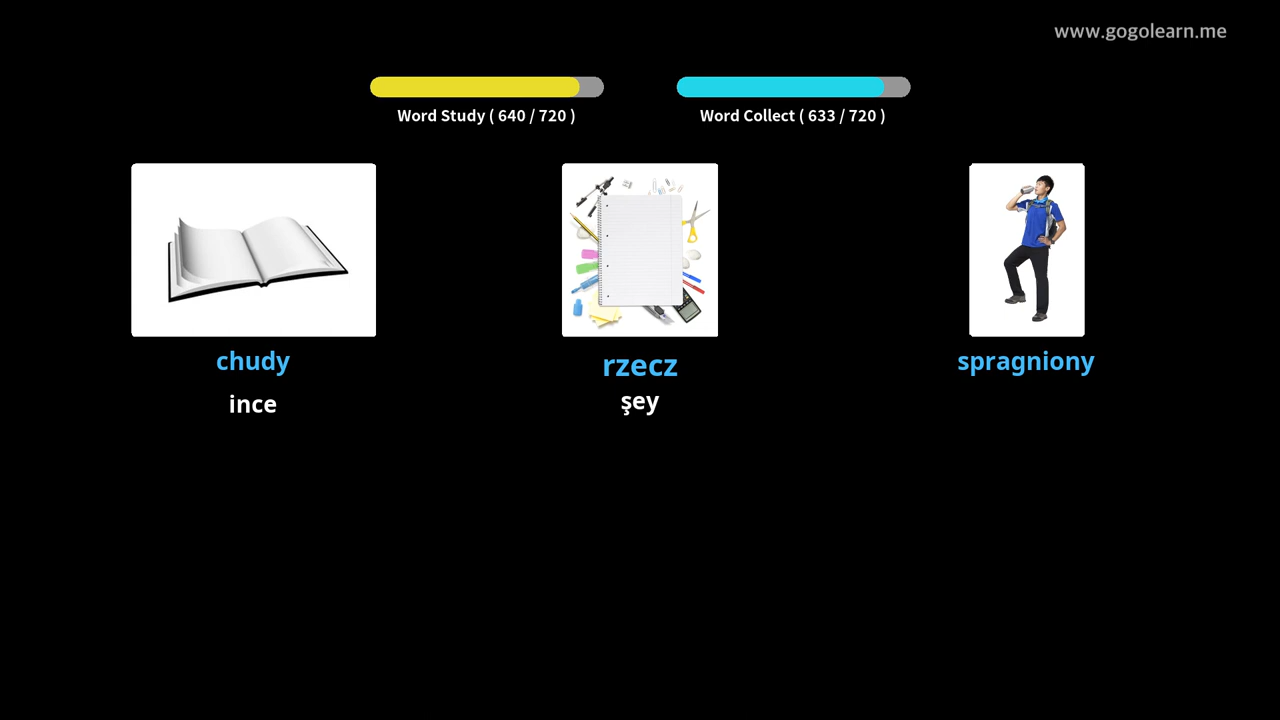 www.gogolearn.me
Word Study ( 640 / 720 )
Word Collect ( 633 / 720 )
chudy
ince
rzecz
şey
spragniony